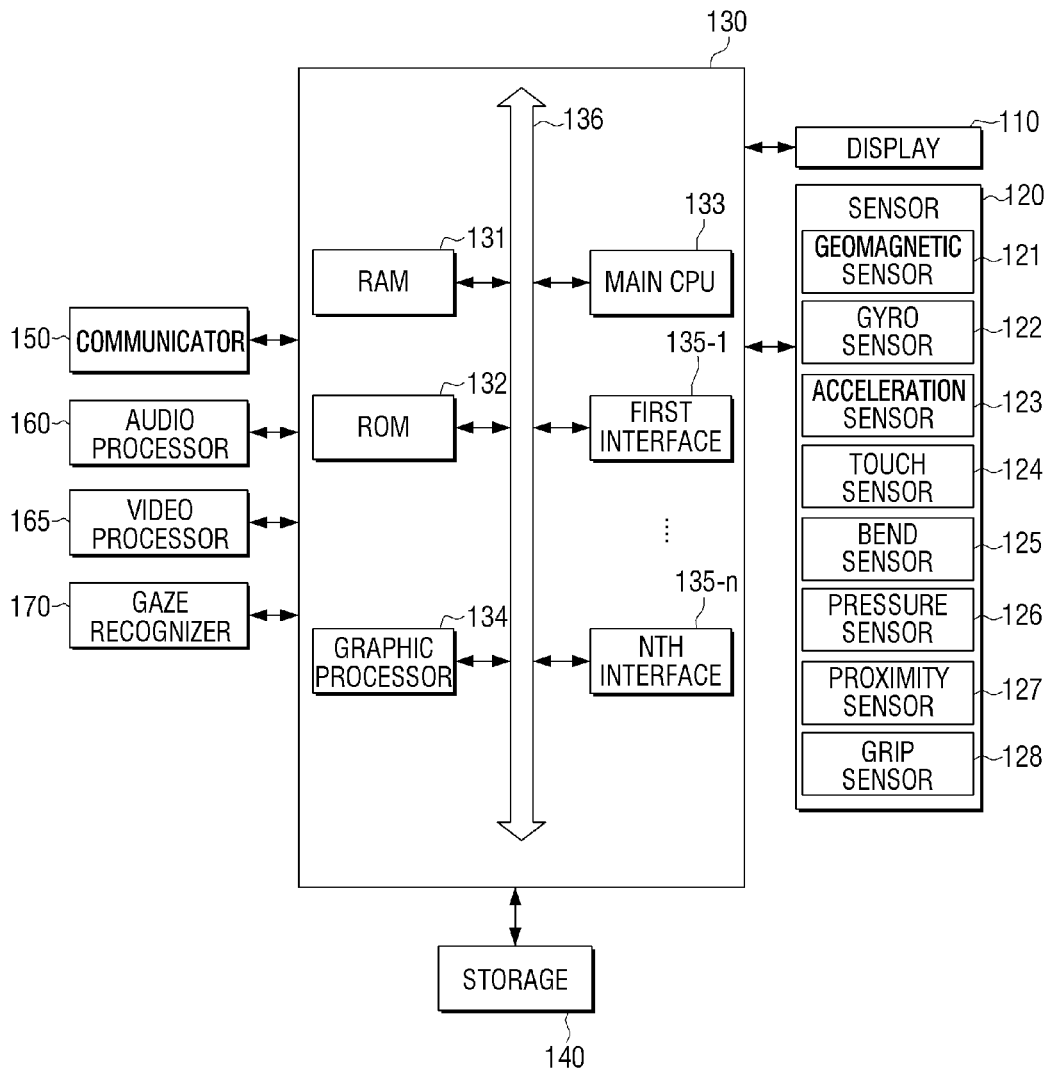 130
136
110
DISPLAY
120
SENSOR
GEOMAGNETIC
SENSOR
121
GYRO
SENSOR
122
ACCELERATION
SENSOR
123
TOUCH
SENSOR
124
BEND
SENSOR
125
PRESSURE
SENSOR
126
PROXIMITY
SENSOR
127
GRIP
SENSOR
128
131
RAM
133
MAIN CPU
132
ROM
135-1
FIRST
INTERFACE
134
GRAPHIC
PROCESSOR
135-n
NTH
INTERFACE
150
COMMUNICATOR
160
AUDIO
PROCESSOR
165
VIDEO
PROCESSOR
170
GAZE
RECOGNIZER
STORAGE
140